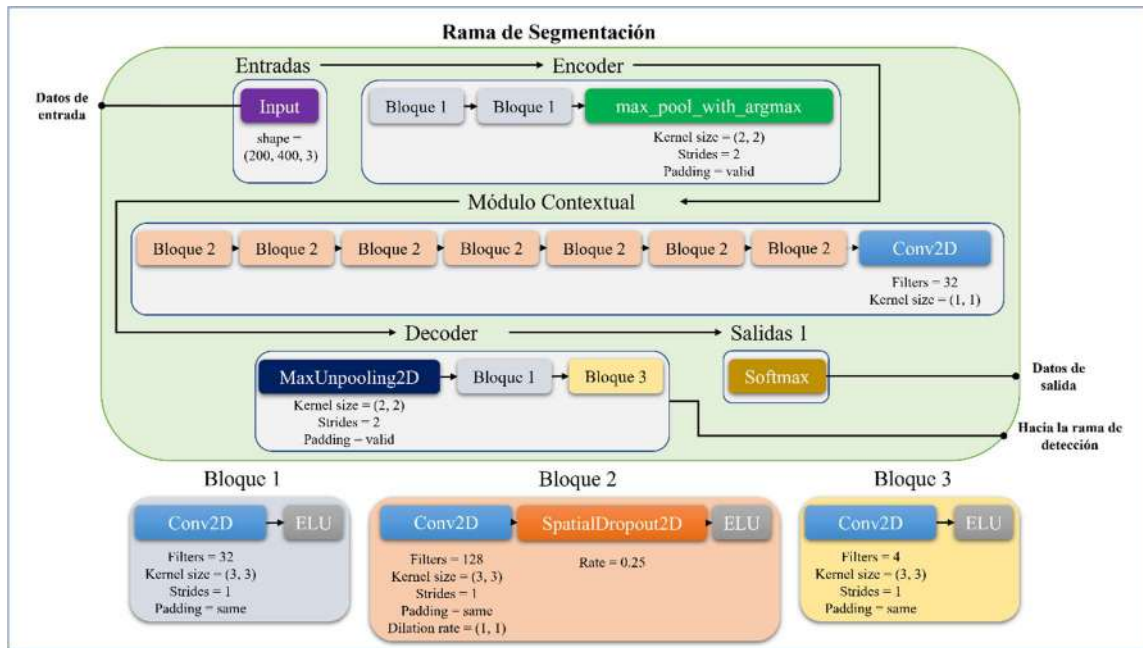 Rama de Segmentación
Entradas
Encoder
Datos de
entrada
Input
shape =
(200, 400, 3)
Bloque 1
Bloque 1
max_pool_with_argmax
Kernel size = (2, 2)
Strides = 2
Padding = valid
Módulo Contextual
Bloque 2
Bloque 2
Bloque 2
Bloque 2
Bloque 2
Bloque 2
Bloque 2
Conv2D
Filters = 32
Kernel size = (1, 1)
Decoder
Salidas 1
MaxUnpooling2D
Kernel size = (2, 2)
Strides = 2
Padding = valid
Bloque 1
Bloque 3
Softmax
Datos de
salida
Hacia la rama de
detección
Bloque 1
Conv2D
ELU
Filters = 32
Kernel size = (3, 3)
Strides = 1
Padding = same
Bloque 2
Conv2D
SpatialDropout2D
ELU
Filters = 128
Kernel size = (3, 3)
Strides = 1
Padding = same
Dilation rate = (1, 1)
Rate = 0.25
Bloque 3
Conv2D
ELU
Filters = 4
Kernel size = (3, 3)
Strides = 1
Padding = same